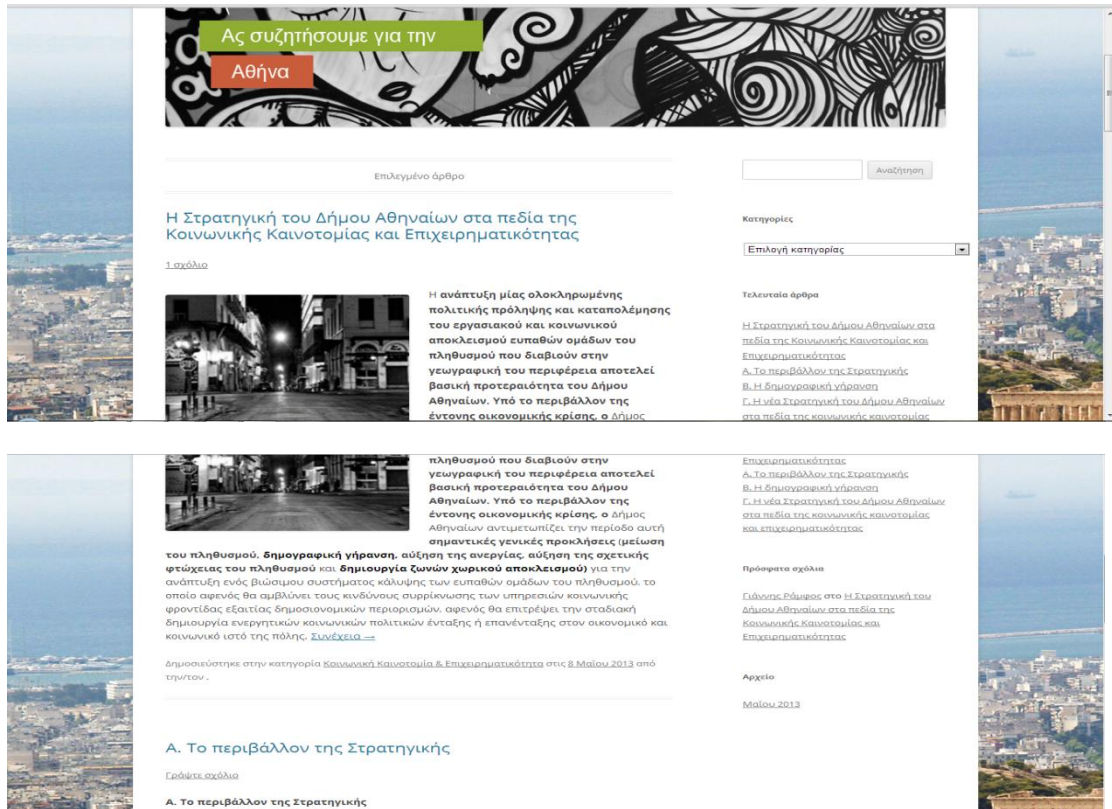 Ας συζητήσουμε για την
Αθήνα
Επιλεγμένο άρθρο
Η Στρατηγική του Δήμου Αθηναίων στα πεδία της
Κοινωνικής Καινοτομίας και Επιχειρηματικότητας
1 σχόλιο
Η ανάπτυξη μίας ολοκληρωμένης
πολιτικής πρόληψης και καταπολέμησης
του εργασιακού και κοινωνικού
αποκλεισμού ευπαθών ομάδων του
πληθυσμού που διαβιούν στην
γεωγραφική του περιφέρεια αποτελεί
βασική προτεραιότητα του Δήμου
Αθηναίων. Υπό το περιβάλλον της
έντονης οικονομικής κρίσης, ο Δήμος
Αναζήτηση
Κατηγορίες
Επιλογή κατηγορίας
Τελευταία άρθρα
Η Στρατηγική του Δήμου Αθηναίων στα
πεδία της Κοινωνικής Καινοτομίας και
Επιχειρηματικότητας
Α. Το περιβάλλον της Στρατηγικής
Β. Η δημογραφική γήρανση
Γ. Η νέα Στρατηγική του Δήμου Αθηναίων
στα πεδία της κοινωνικής καινοτομίας
πληθυσμού που διαβιούν στην
γεωγραφική του περιφέρεια αποτελεί
βασική προτεραιότητα του Δήμου
Αθηναίων. Υπό το περιβάλλον της
έντονης οικονομικής κρίσης, ο Δήμος
Αθηναίων αντιμετωπίζει την περίοδο αυτή
σημαντικές γενικές προκλήσεις (μείωση
του πληθυσμού, δημογραφική γήρανση, αύξηση της ανεργίας, αύξηση της σχετικής
φτώχειας του πληθυσμού και δημιουργία ζωνών χωρικού αποκλεισμού) για την
ανάπτυξη ενός βιώσιμου συστήματος κάλυψης των ευπαθών ομάδων του πληθυσμού, το
οποίο αφενός θα αμβλύνει τους κινδύνους συρρίκνωσης των υπηρεσιών κοινωνικής
φροντίδας εξαιτίας δημοσιονομικών περιορισμών, αφενός θα επιτρέψει την σταδιακή
δημιουργία ενεργητικών κοινωνικών πολιτικών ένταξης ή επανένταξης στον οικονομικό και
κοινωνικό ιστό της πόλης. Συνέχεια →
Δημοσιεύστηκε στην κατηγορία Κοινωνική Καινοτομία & Επιχειρηματικότητα στις 8 Μαΐου 2013 από
την/τον .
Α. Το περιβάλλον της Στρατηγικής
Γράψτε σχόλιο
Α. Το περιβάλλον της Στρατηγικής
Επιχειρηματικότητας
Α. Το περιβάλλον της Στρατηγικής
Β. Η δημογραφική γήρανση
Γ. Η νέα Στρατηγική του Δήμου Αθηναίων
στα πεδία της κοινωνικής καινοτομίας
και επιχειρηματικότητας
Πρόσφατα σχόλια
Γιάννης Ράμφος στο Η Στρατηγική του
Δήμου Αθηναίων στα πεδία της
Κοινωνικής Καινοτομίας και
Επιχειρηματικότητας
Αρχείο
Μαΐου 2013